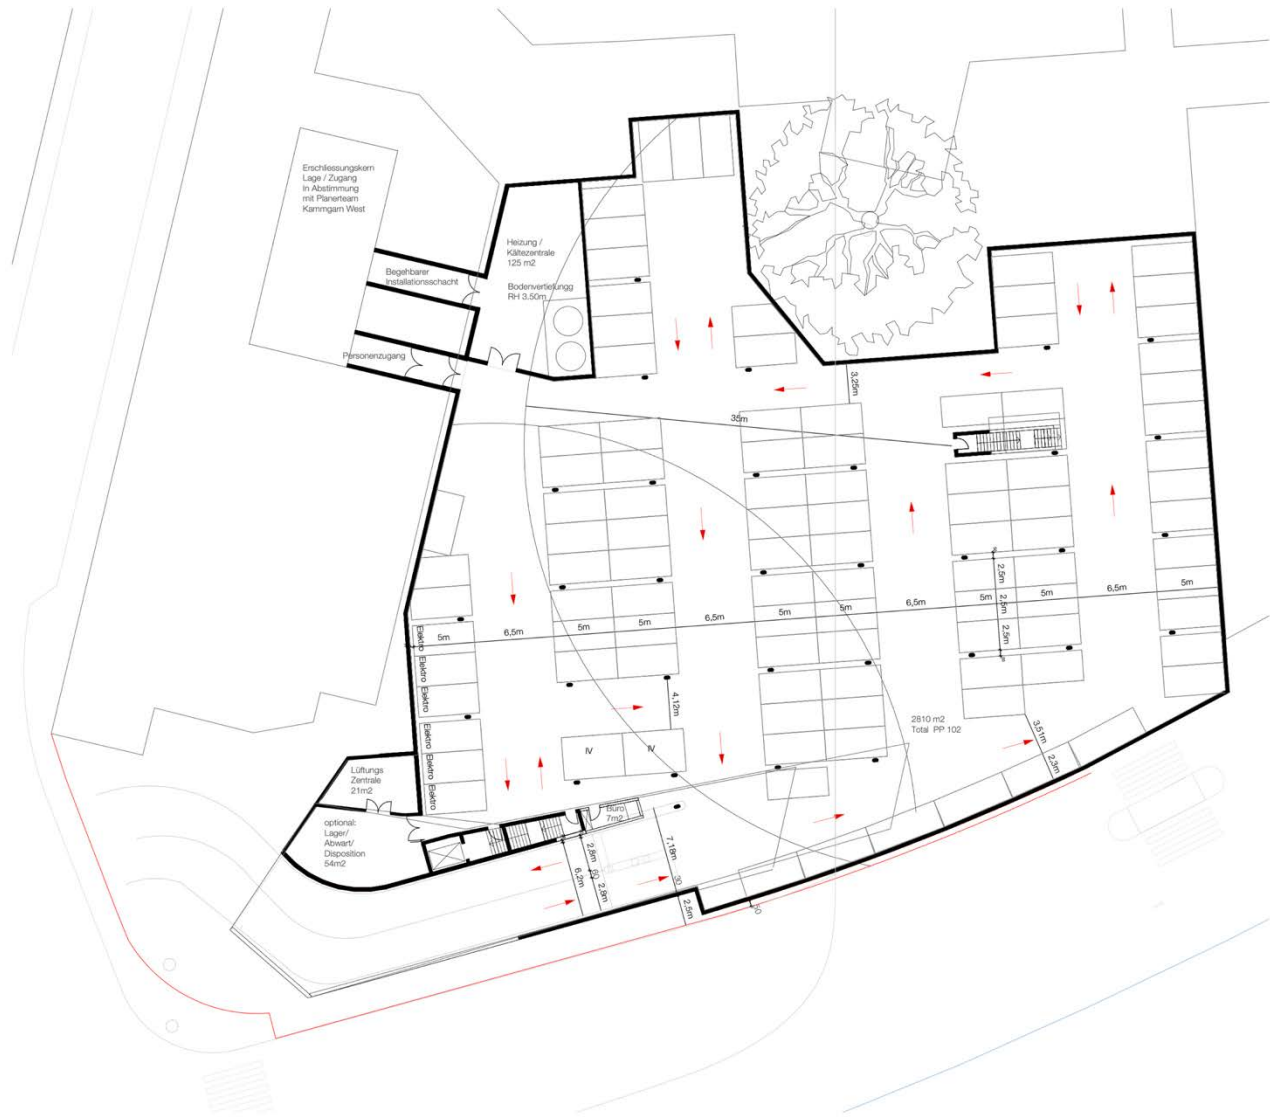 Erschliessungskern
Lage / Zugang
In Abstimmung
mit Planerteam
Kammgarn West
Heizung /
Kältezentrale
125 m2
Bodenvertielungg
RH 3.50m
Begehbarer
Installationsschacht
Personenzugang
3,25m
35m
2,5m
2,5m
2,5m
5m
6,5m
5m
5m
6,5m
5m
5m
6,5m
5m
5m
6,5m
5m
Elektro
Elektro
Elektro
Elektro
Elektro
Elektro
4,12m
IV
IV
2810 m2
Total PP 102
3,51m
2,3m
Lüftungs
Zentrale
21m2
optional:
Lager/
Abwart/
Disposition
54m2
Büro
7m2
6,2m
2,8m
60
2,8m
7,18m
30
2,5m
50